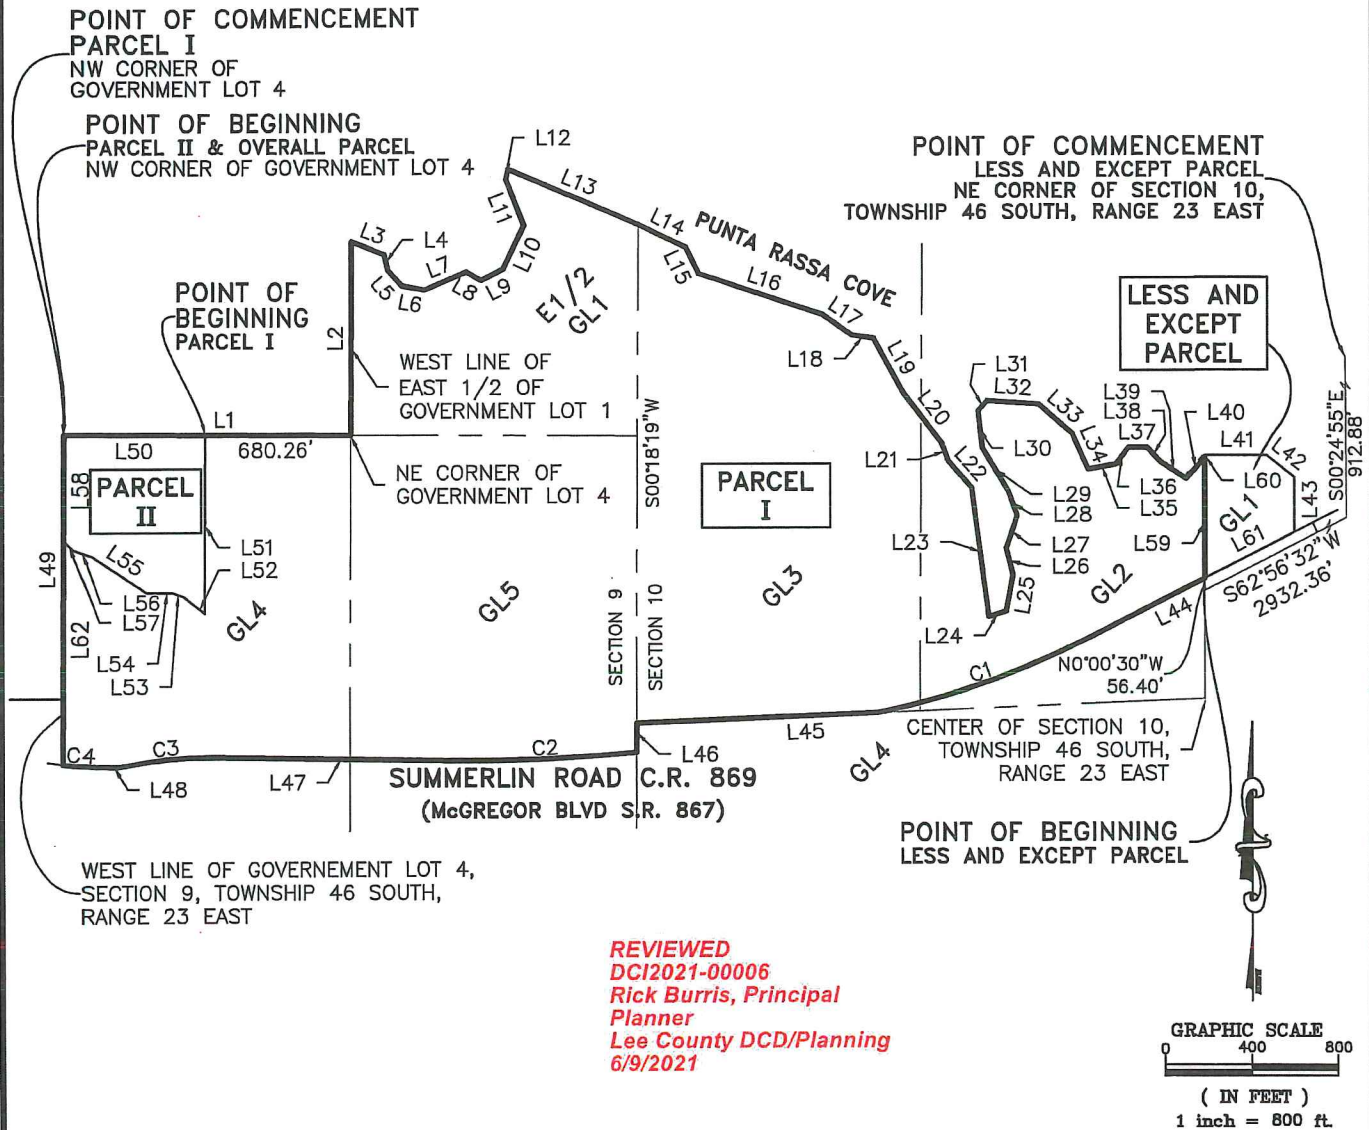 POINT OF COMMENCEMENT
PARCEL I
NW CORNER OF
GOVERNMENT LOT 4
POINT OF BEGINNING
PARCEL II & OVERALL PARCEL
NW CORNER OF GOVERNMENT LOT 4
L12
POINT OF COMMENCEMENT
LESS AND EXCEPT PARCEL
NE CORNER OF SECTION 10,
TOWNSHIP 46 SOUTH, RANGE 23 EAST
L13
L11
L14
PUNTA RASSA COVE
L3
L4
L10
L15
L7
L16
L5
L6
L8
L9
E1/2
GL1
POINT OF
BEGINNING
PARCEL I
L2
L17
L18
LESS AND
EXCEPT
PARCEL
WEST LINE OF
EAST 1/2 OF
GOVERNMENT LOT 1
L19
L31
L32
L39
L38
L40
L20
L33
L37
L41
S00°24'55"E
912.88'
L1
680.26'
L50
L30
L34
L42
L21
L22
L60
L36
L35
L29
L28
L43
GL1
NE CORNER OF
GOVERNMENT LOT 4
S00°18'19"W
PARCEL
I
L58
PARCEL
II
L51
L52
L23
L27
L26
L59
L61
L49
L55
L56
L57
GL4
GL5
GL3
GL2
L25
L24
S62°56'32"W
2932.36'
L44
L62
L54
L53
SECTION 9
SECTION 10
C1
N0°00'30"W
56.40'
L45
L46
CENTER OF SECTION 10,
TOWNSHIP 46 SOUTH,
RANGE 23 EAST
GL4
C4
C3
C2
L48
L47
SUMMERLIN ROAD C.R. 869
(McGREGOR BLVD S.R. 867)
POINT OF BEGINNING
LESS AND EXCEPT PARCEL
WEST LINE OF GOVERNEMENT LOT 4,
SECTION 9, TOWNSHIP 46 SOUTH,
RANGE 23 EAST
REVIEWED
DCI2021-00006
Rick Burris, Principal
Planner
Lee County DCD/Planning
6/9/2021
GRAPHIC SCALE
0 400 800
( IN FEET )
1 inch = 800 ft.